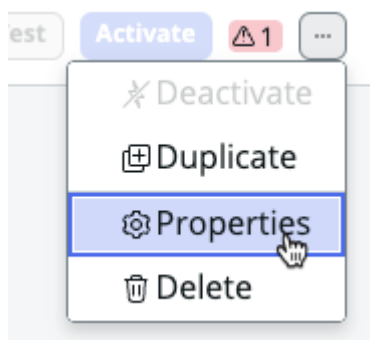 est Activate 1 ...
Deactivate
Duplicate
Properties
Delete